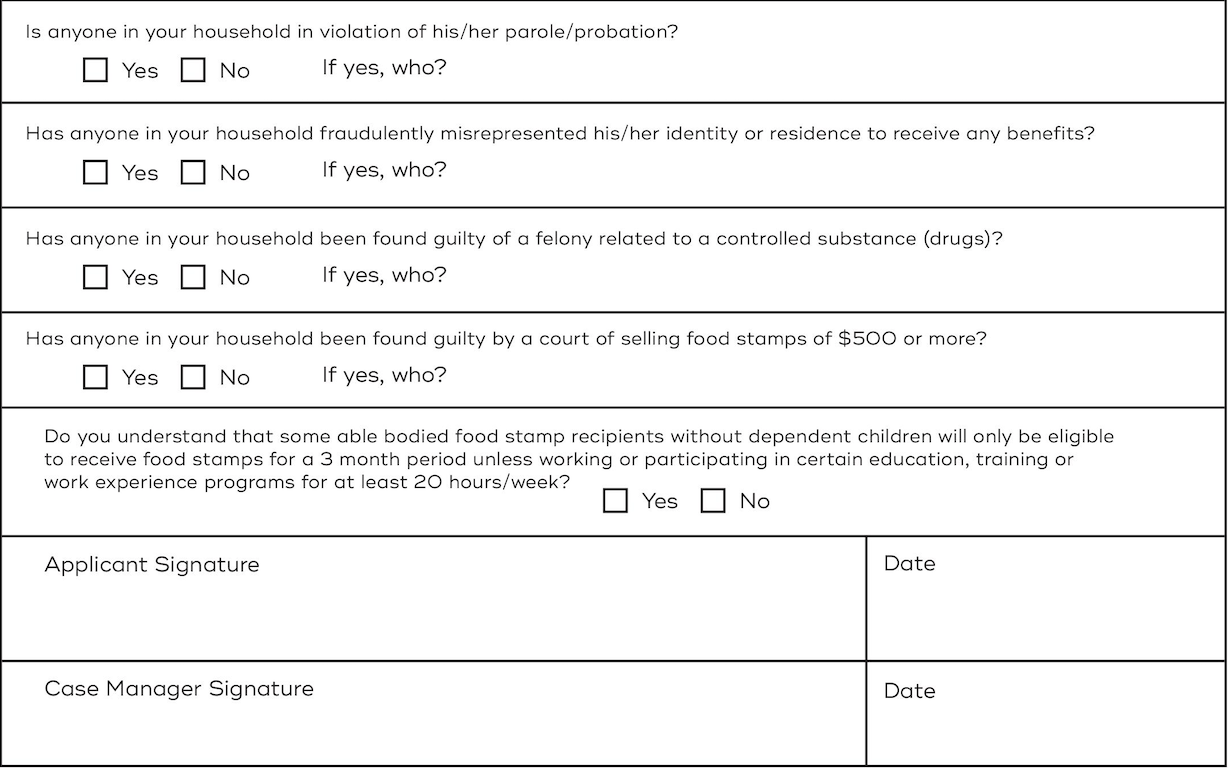 Is anyone in your household in violation of his/her parole/probation?
Yes No If yes, who?
Has anyone in your household fraudulently misrepresented his/her identity or residence to receive any benefits?
Yes No If yes, who?
Has anyone in your household been found guilty of a felony related to a controlled substance (drugs)?
Yes No If yes, who?
Has anyone in your household been found guilty by a court of selling food stamps of $500 or more?
Yes No If yes, who?
Do you understand that some able bodied food stamp recipients without dependent children will only be eligible
to receive food stamps for a 3 month period unless working or participating in certain education, training or
work experience programs for at least 20 hours/week?
Yes No
Applicant Signature Date
Case Manager Signature Date